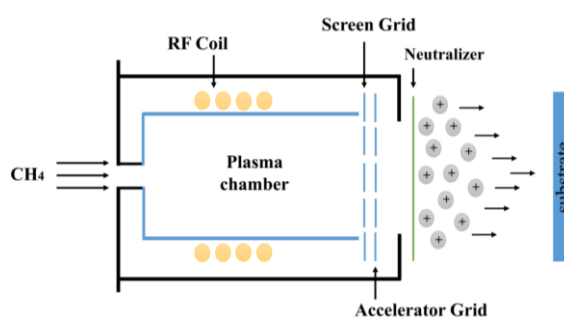 Screen Grid
RF Coil
Neutralizer
CH4
Plasma
chamber
+
+
+
+
+
+
+
+
+
+
+
substrate
Accelerator Grid